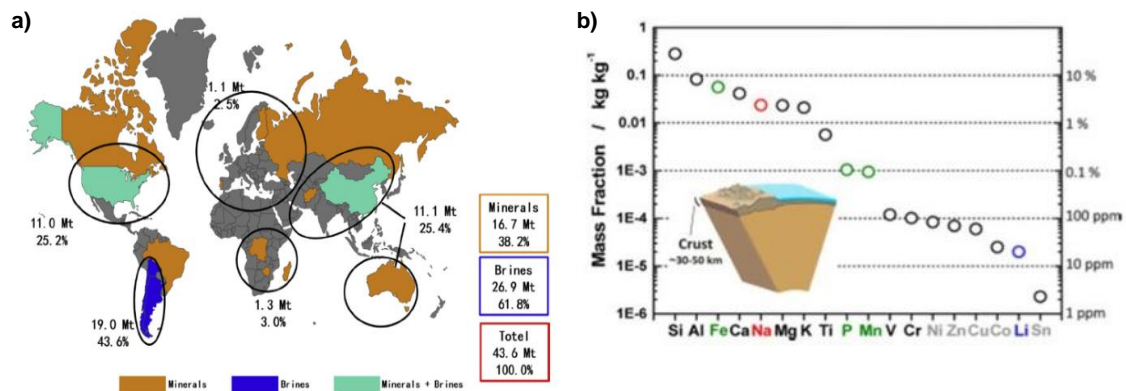 a)
1.1 Mt
2.5%
11.0 Mt
25.2%
11.1 Mt
25.4%
1.3 Mt
3.0%
19.0 Mt
43.6%
Minerals
16.7 Mt
38.2%
Brines
26.9 Mt
61.8%
Totel
43.6 Mt
100.0%
Minerals
Brines
Minerals + Brines
b)
Mass Fraction / kg kg⁻¹
1
0.1
0.01
1E-3
1E-4
1E-5
1E-6
10 %
1 %
0.1 %
100 ppm
10 ppm
1 ppm
Crust
~30-50 km
Si Al Fe Ca Na Mg K Ti P Mn V Cr Ni Zn Cu Co Li Sn